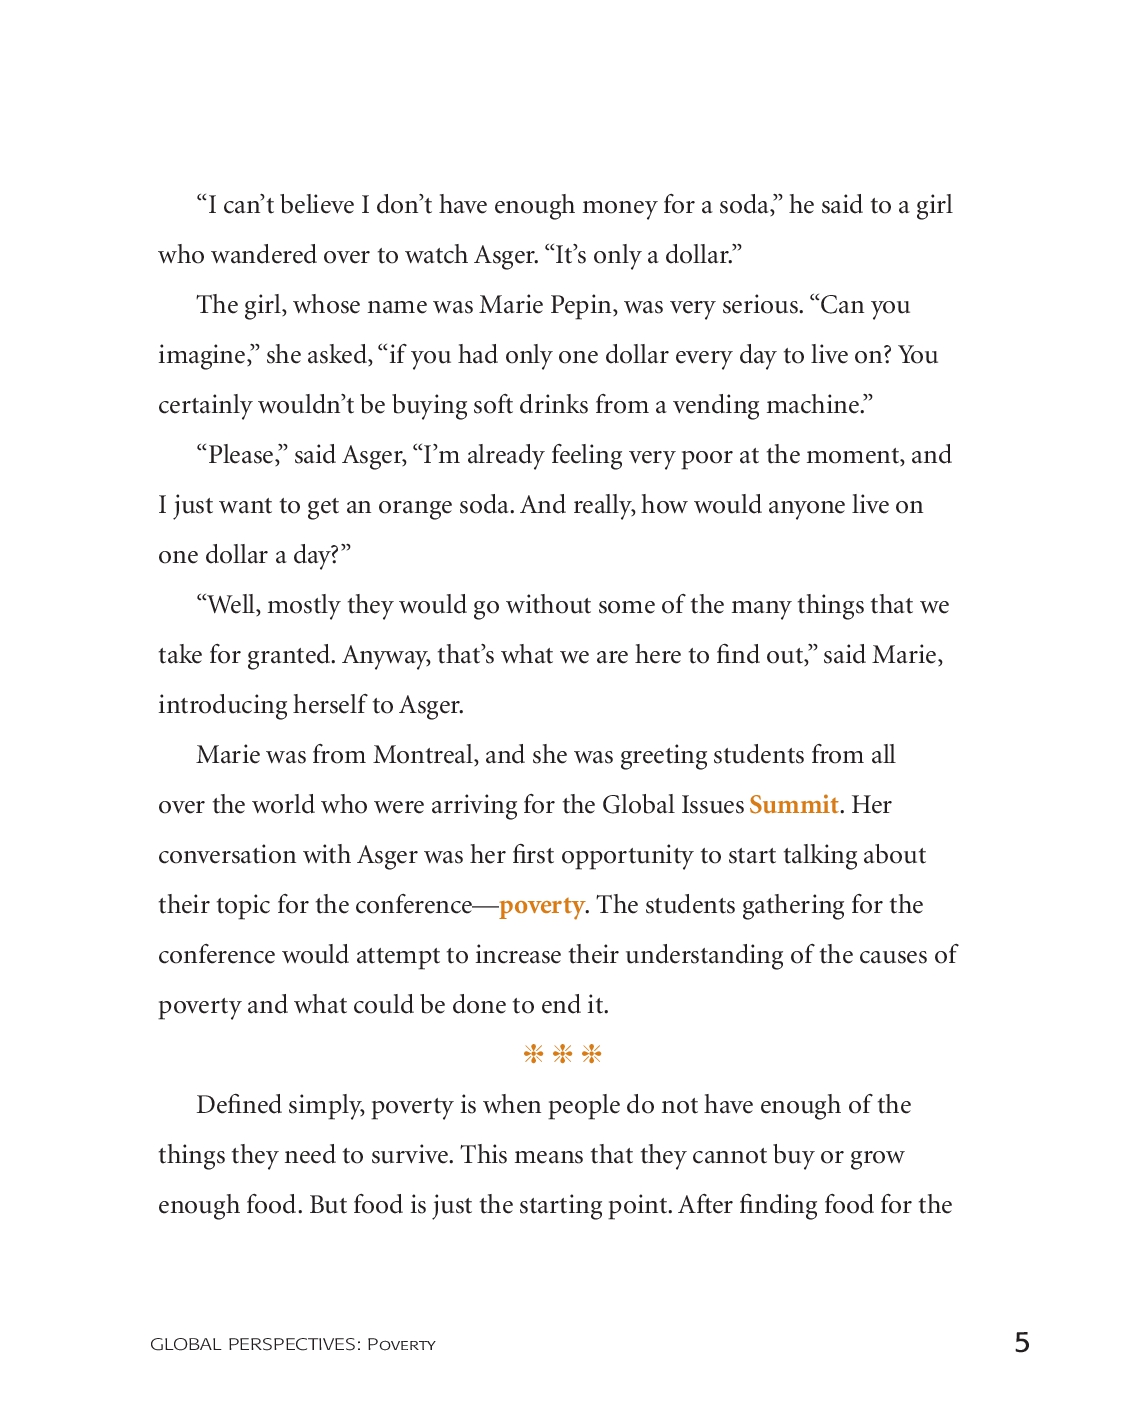 “I can’t believe I don’t have enough money for a soda,” he said to a girl
who wandered over to watch Asger. “It’s only a dollar.”
The girl, whose name was Marie Pepin, was very serious. “Can you
imagine,” she asked, “if you had only one dollar every day to live on? You
certainly wouldn’t be buying soft drinks from a vending machine.”
“Please,” said Asger, “I’m already feeling very poor at the moment, and
I just want to get an orange soda. And really, how would anyone live on
one dollar a day?”
“Well, mostly they would go without some of the many things that we
take for granted. Anyway, that’s what we are here to find out,” said Marie,
introducing herself to Asger.
Marie was from Montreal, and she was greeting students from all
over the world who were arriving for the Global Issues Summit. Her
conversation with Asger was her first opportunity to start talking about
their topic for the conference—poverty. The students gathering for the
conference would attempt to increase their understanding of the causes of
poverty and what could be done to end it.
Defined simply, poverty is when people do not have enough of the
things they need to survive. This means that they cannot buy or grow
enough food. But food is just the starting point. After finding food for the
GLOBAL PERSPECTIVES: POVERTY
5